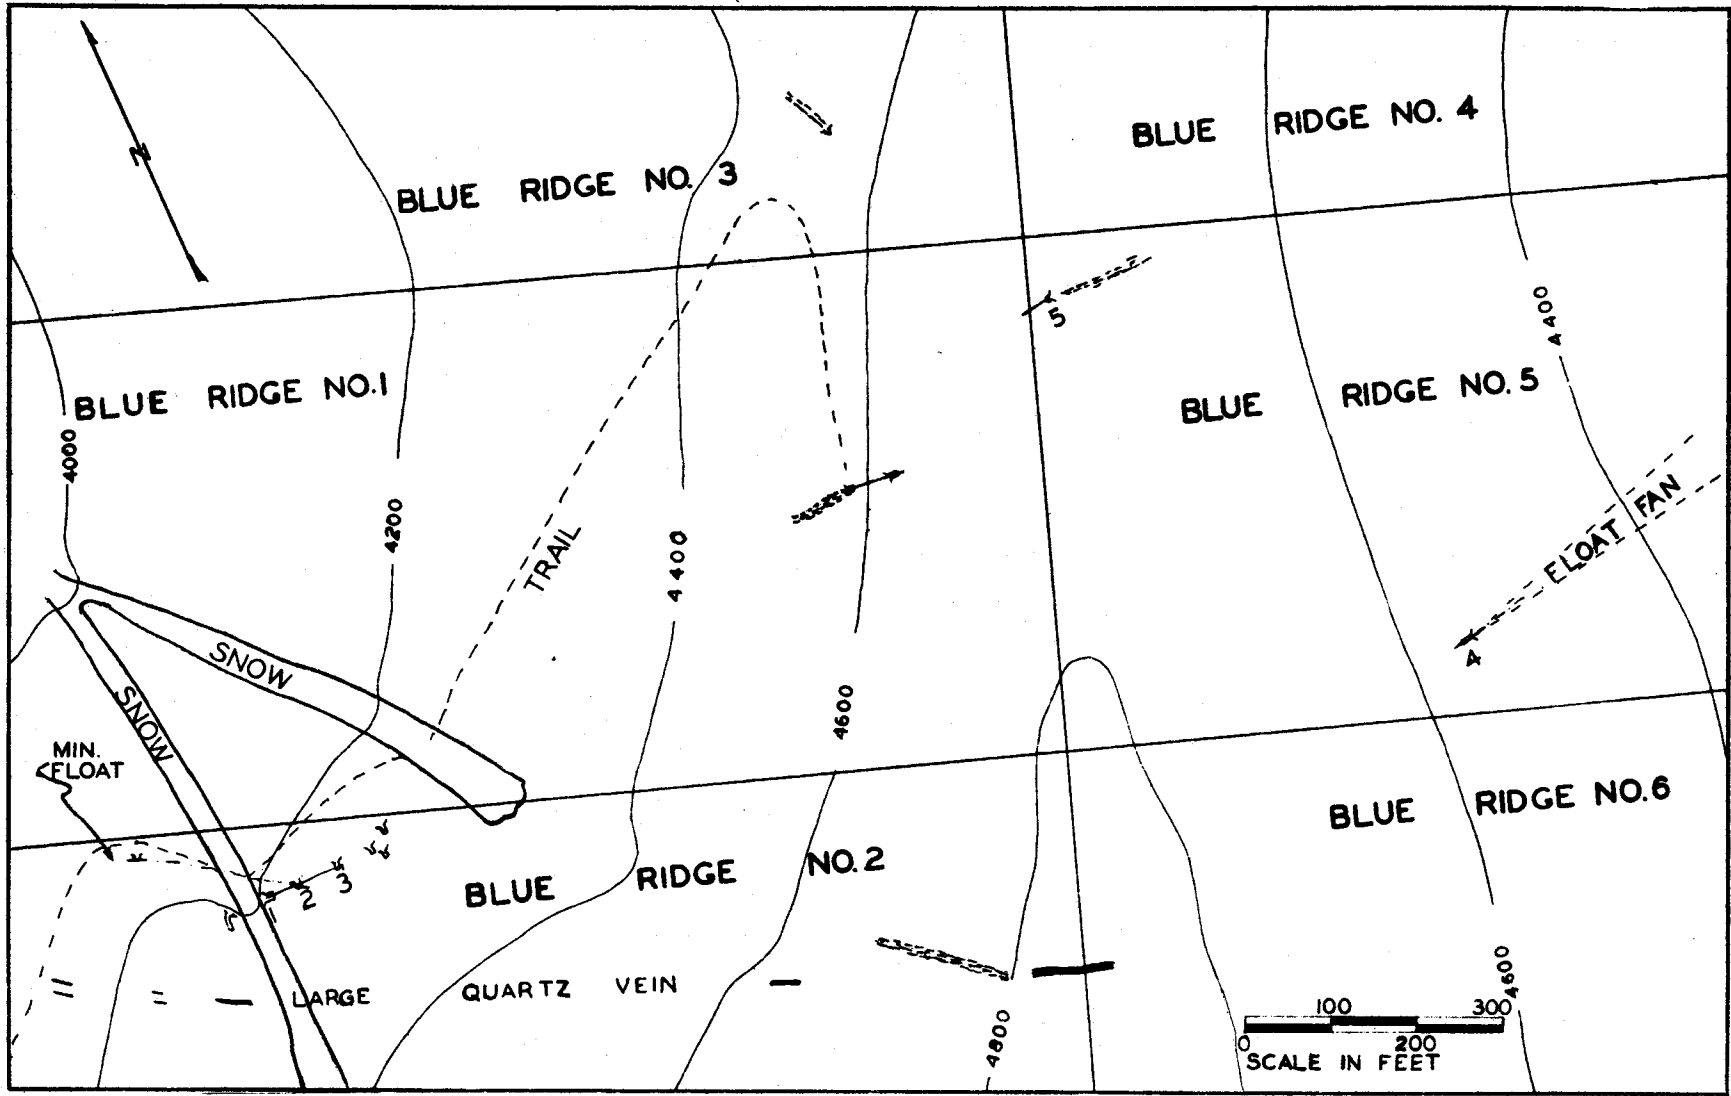 N
BLUE RIDGE NO. 3
BLUE RIDGE NO. 4
BLUE RIDGE NO.1
BLUE RIDGE NO. 5
5
4000
4200
4400
4600
4400
TRAIL
FLOAT FAN
4
SNOW
SNOW
MIN.
FLOAT
2
3
BLUE RIDGE NO.2
BLUE RIDGE NO.6
LARGE QUARTZ VEIN
4800
4600
100 300
0 200
SCALE IN FEET